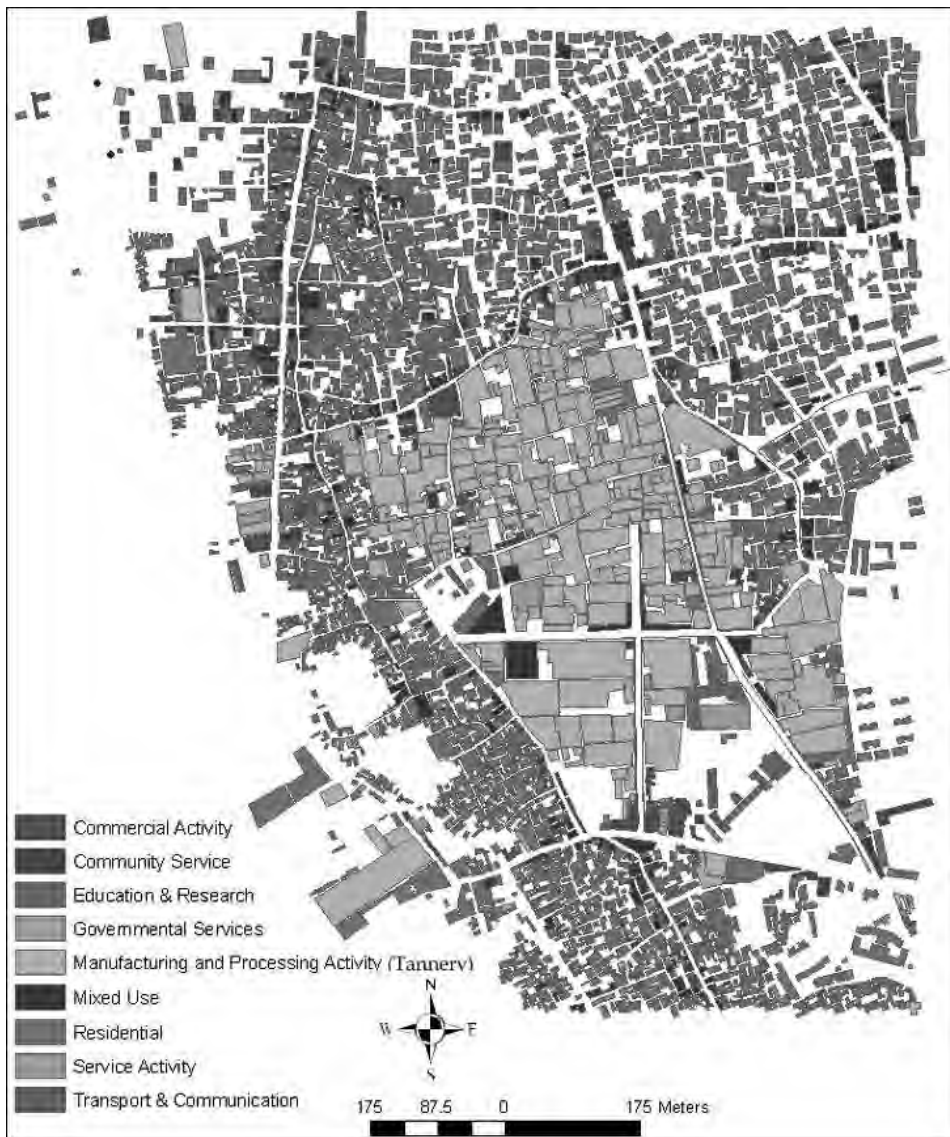 Commercial Activity
Community Service
Education & Research
Governmental Services
Manufacturing and Processing Activity (Tannery)
Mixed Use
Residential
Service Activity
Transport & Communication
N
W E
S
175 87.5 0 175 Meters